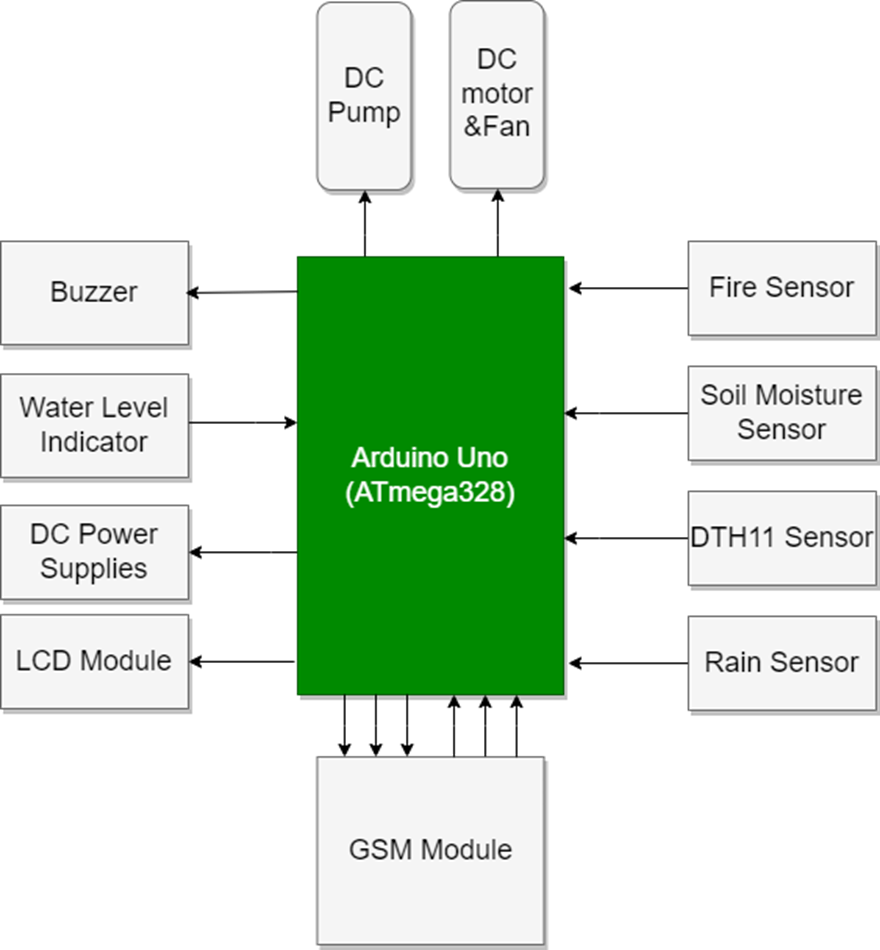 DC
Pump
DC
motor
&Fan
Buzzer
Fire Sensor
Water Level
Indicator
Soil Moisture
Sensor
Arduino Uno
(ATmega328)
DC Power
Supplies
DTH11 Sensor
LCD Module
Rain Sensor
GSM Module